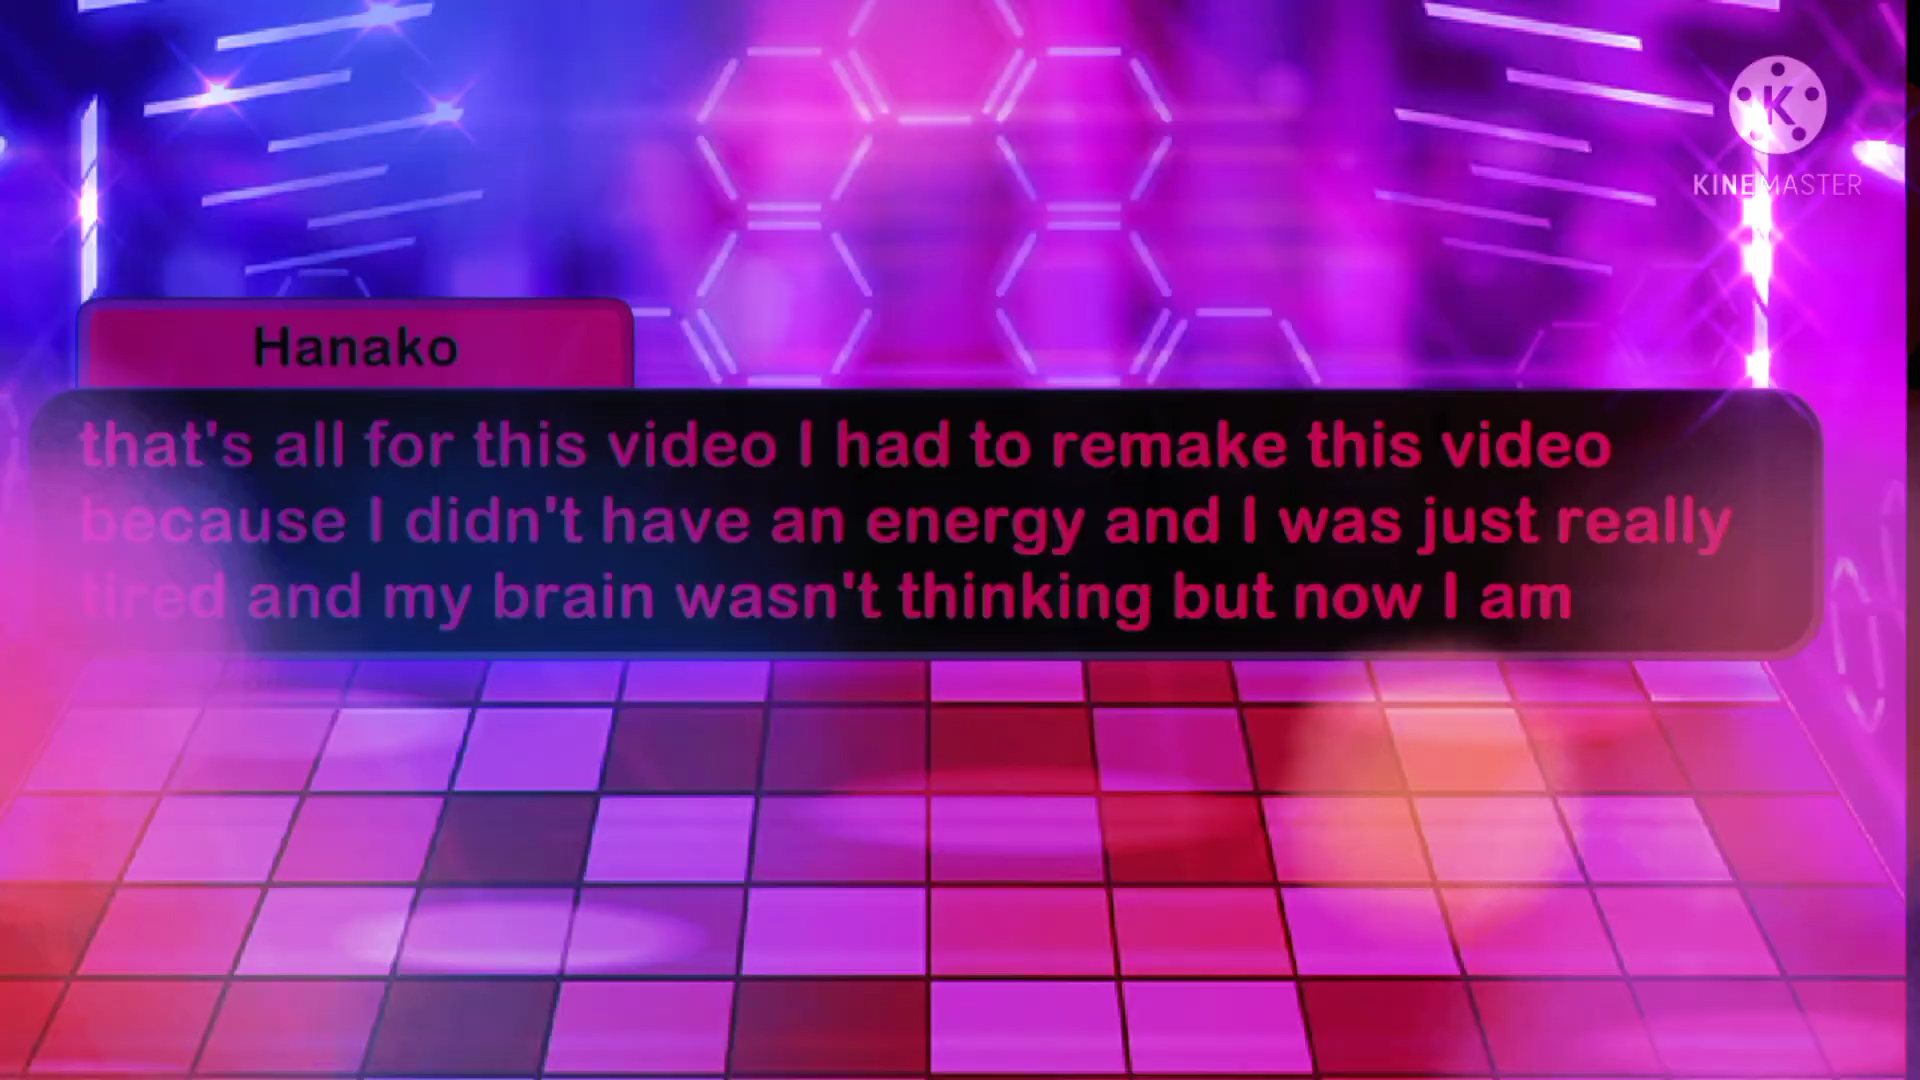 KINEMASTER
Hanako
that's all for this video I had to remake this video
because I didn't have an energy and I was just really
tired and my brain wasn't thinking but now I am